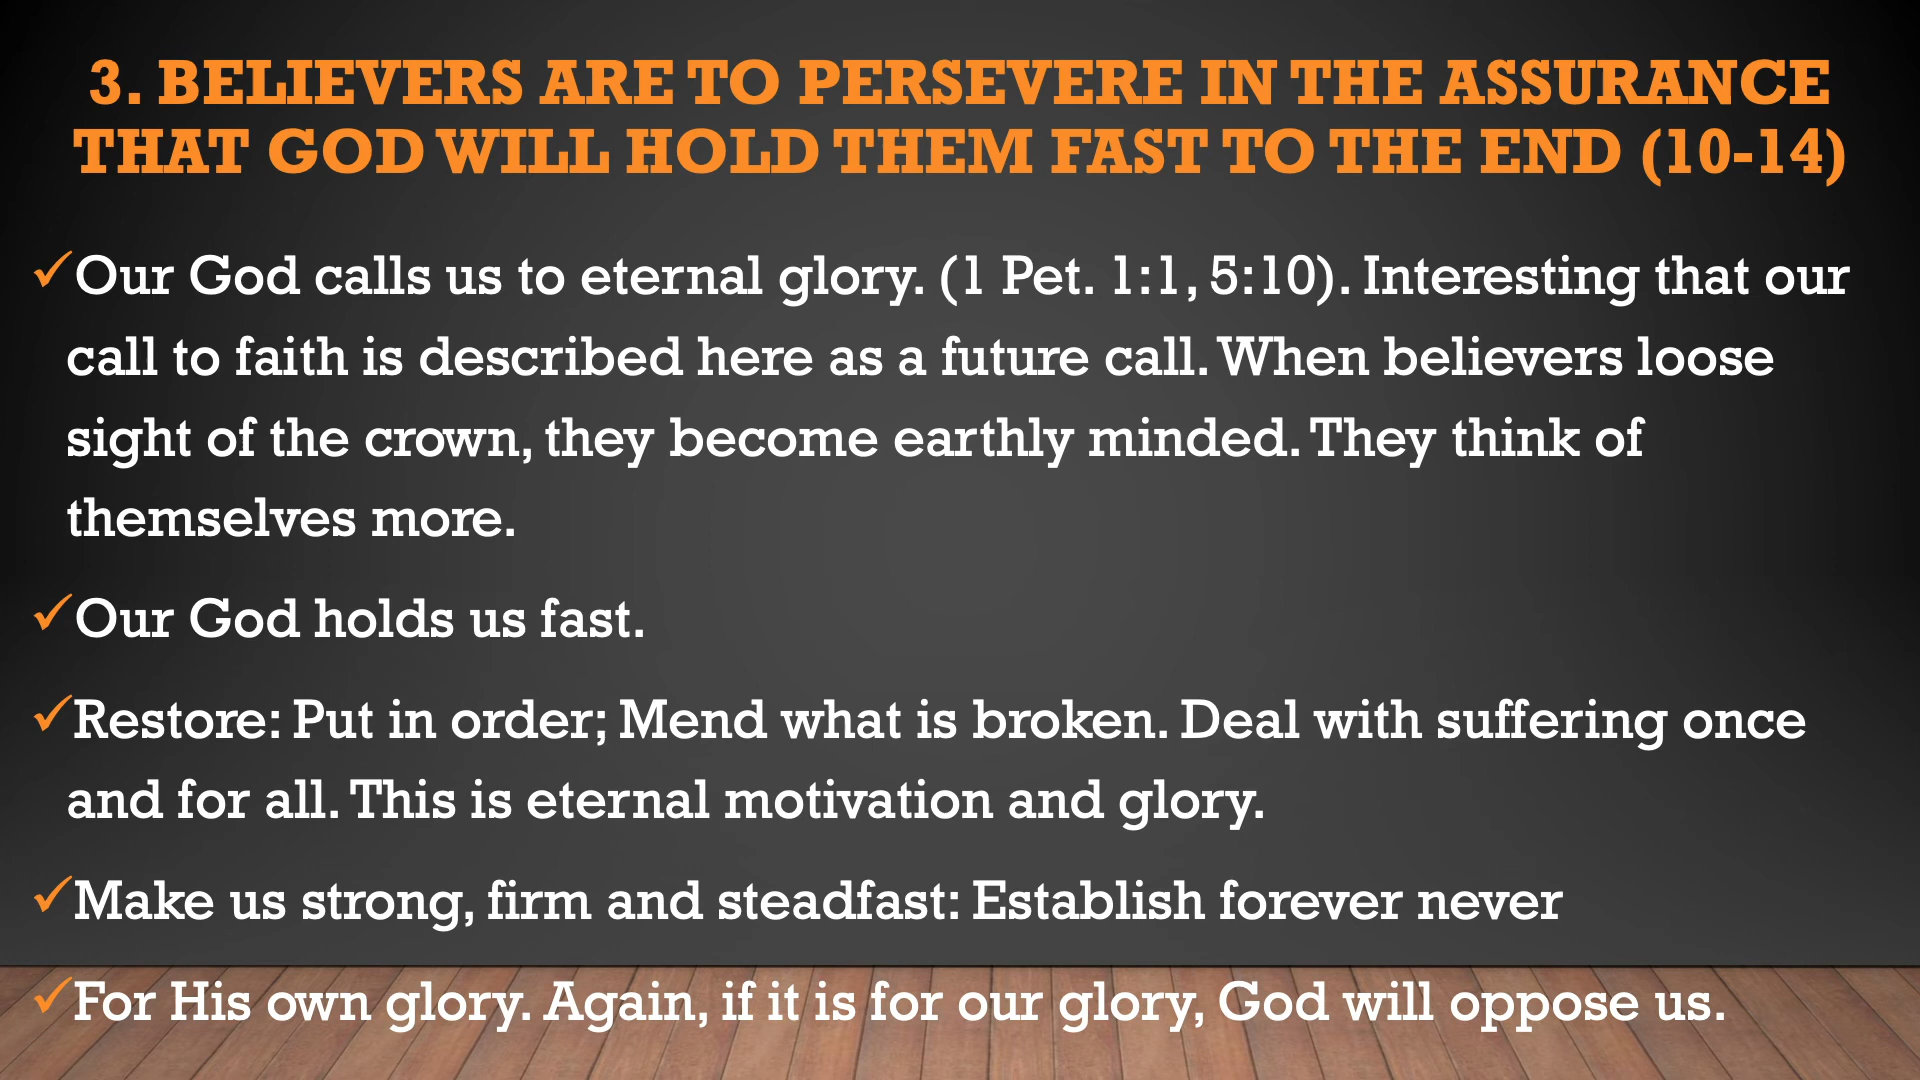 3. BELIEVERS ARE TO PERSEVERE IN THE ASSURANCE
THAT GOD WILL HOLD THEM FAST TO THE END (10-14)
✓Our God calls us to eternal glory. (1 Pet. 1:1, 5:10). Interesting that our
call to faith is described here as a future call. When believers loose
sight of the crown, they become earthly minded. They think of
themselves more.
✓Our God holds us fast.
✓Restore: Put in order; Mend what is broken. Deal with suffering once
and for all. This is eternal motivation and glory.
✓Make us strong, firm and steadfast: Establish forever never
✓For His own glory. Again, if it is for our glory, God will oppose us.